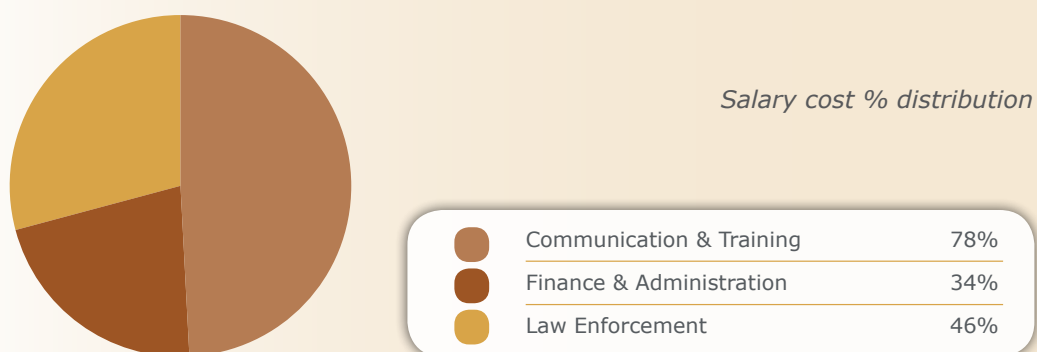 Salary cost % distribution
Communication & Training 78%
Finance & Administration 34%
Law Enforcement 46%